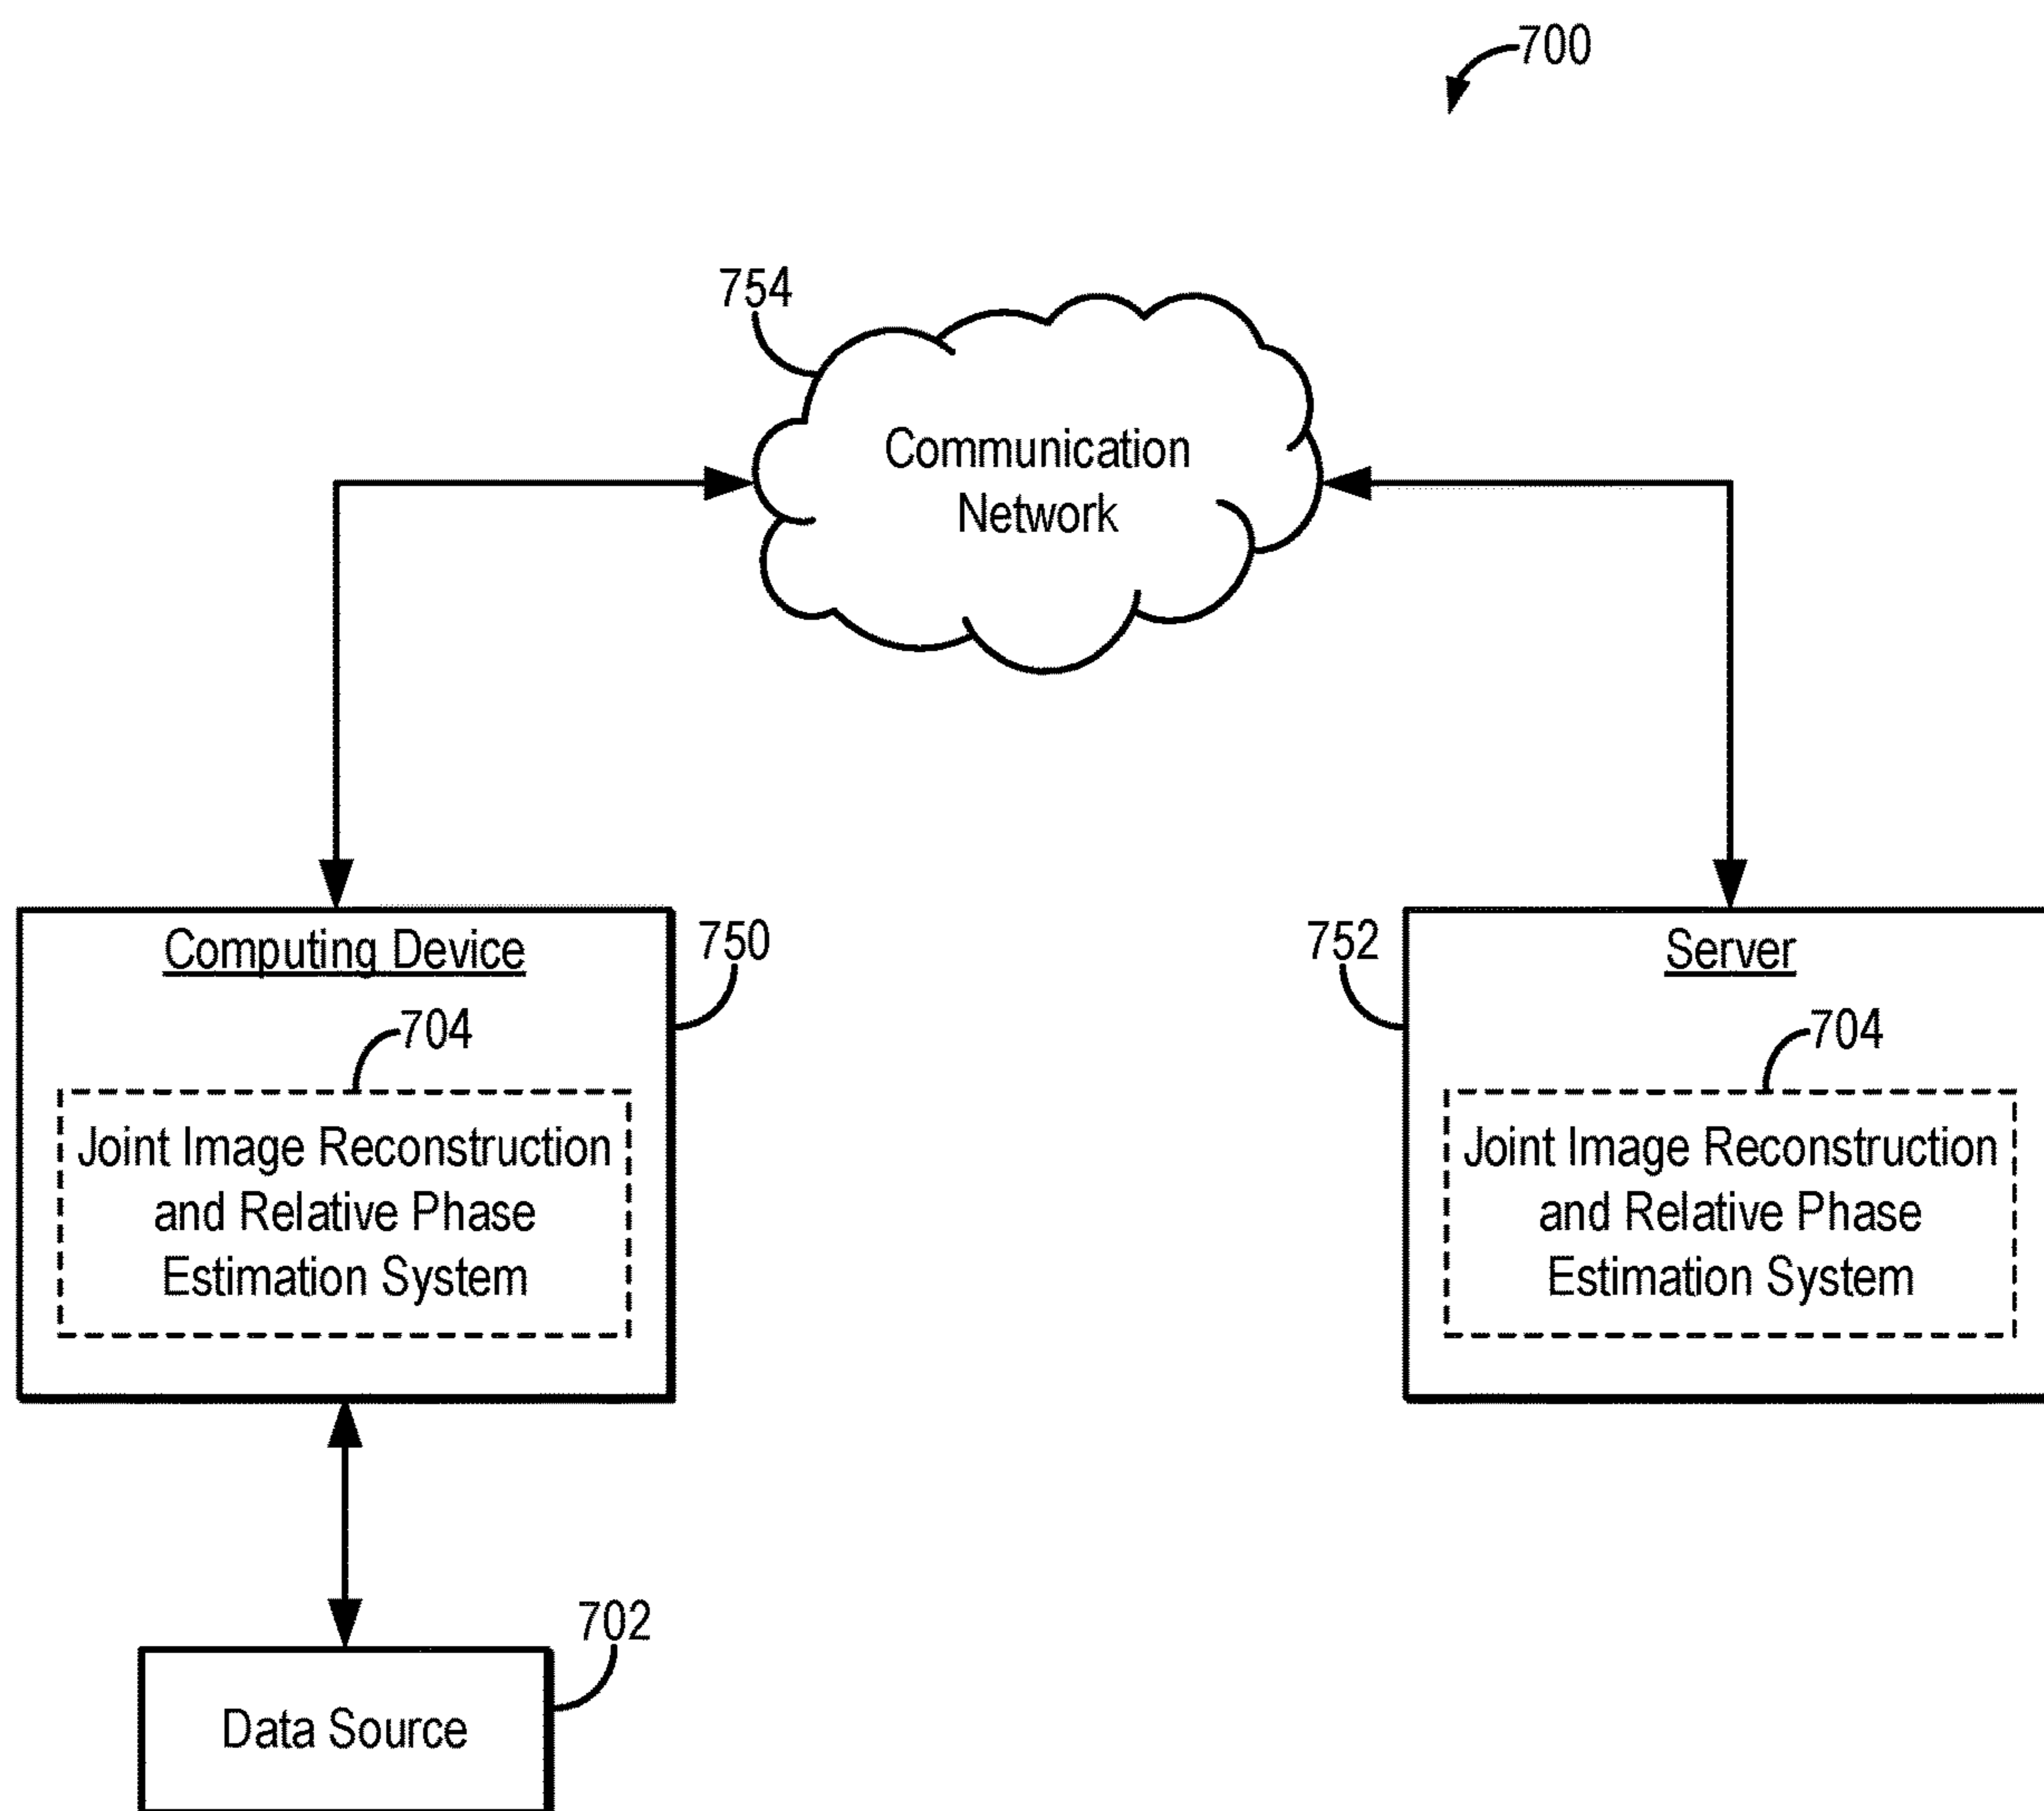 700
754
Communication
Network
Computing Device
750
704
Joint Image Reconstruction
and Relative Phase
Estimation System
752
Server
704
Joint Image Reconstruction
and Relative Phase
Estimation System
702
Data Source